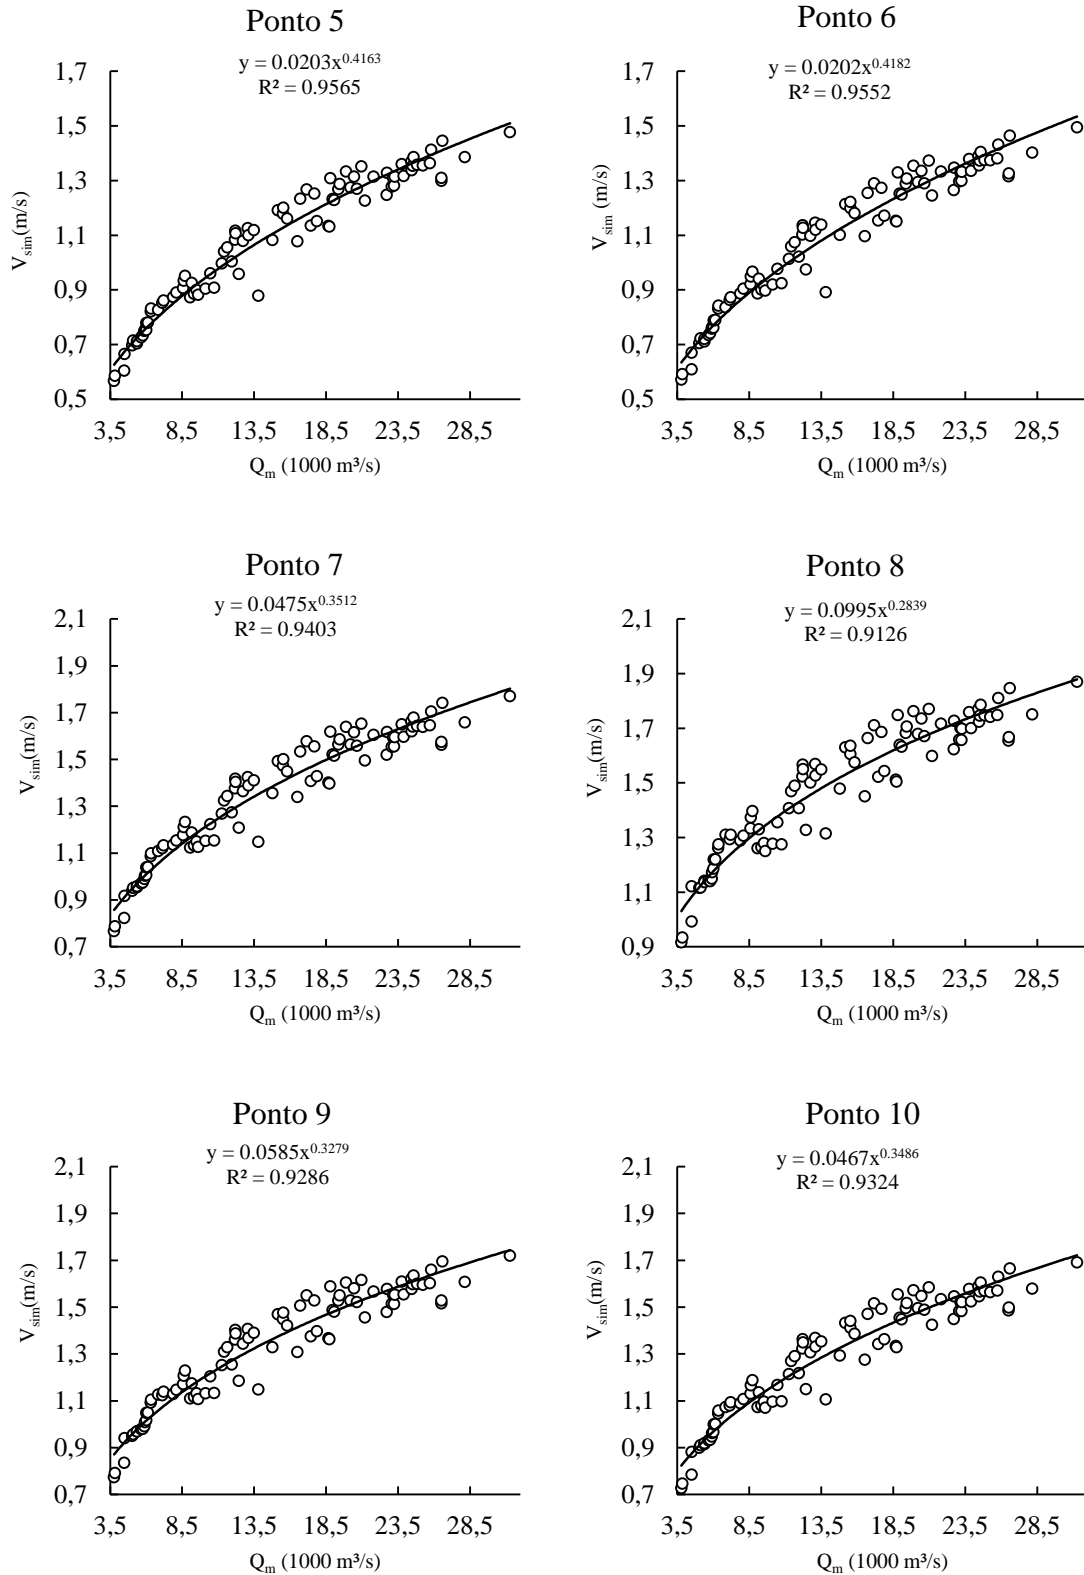 Ponto 5
y = 0.0203x^0.4163
R² = 0.9565
1,7
1,5
1,3
1,1
0,9
0,7
0,5
V_sim(m/s)
3,5 8,5 13,5 18,5 23,5 28,5
Q_m (1000 m³/s)
Ponto 6
y = 0.0202x^0.4182
R² = 0.9552
1,7
1,5
1,3
1,1
0,9
0,7
0,5
V_sim (m/s)
3,5 8,5 13,5 18,5 23,5 28,5
Q_m (1000 m³/s)
Ponto 7
y = 0.0475x^0.3512
R² = 0.9403
2,1
1,9
1,7
1,5
1,3
1,1
0,9
0,7
V_sim(m/s)
3,5 8,5 13,5 18,5 23,5 28,5
Q_m (1000 m³/s)
Ponto 8
y = 0.0995x^0.2839
R² = 0.9126
2,1
1,9
1,7
1,5
1,3
1,1
0,9
V_sim(m/s)
3,5 8,5 13,5 18,5 23,5 28,5
Q_m (1000 m³/s)
Ponto 9
y = 0.0585x^0.3279
R² = 0.9286
2,1
1,9
1,7
1,5
1,3
1,1
0,9
0,7
V_sim(m/s)
3,5 8,5 13,5 18,5 23,5 28,5
Q_m (1000 m³/s)
Ponto 10
y = 0.0467x^0.3486
R² = 0.9324
2,1
1,9
1,7
1,5
1,3
1,1
0,9
0,7
V_sim(m/s)
3,5 8,5 13,5 18,5 23,5 28,5
Q_m (1000 m³/s)